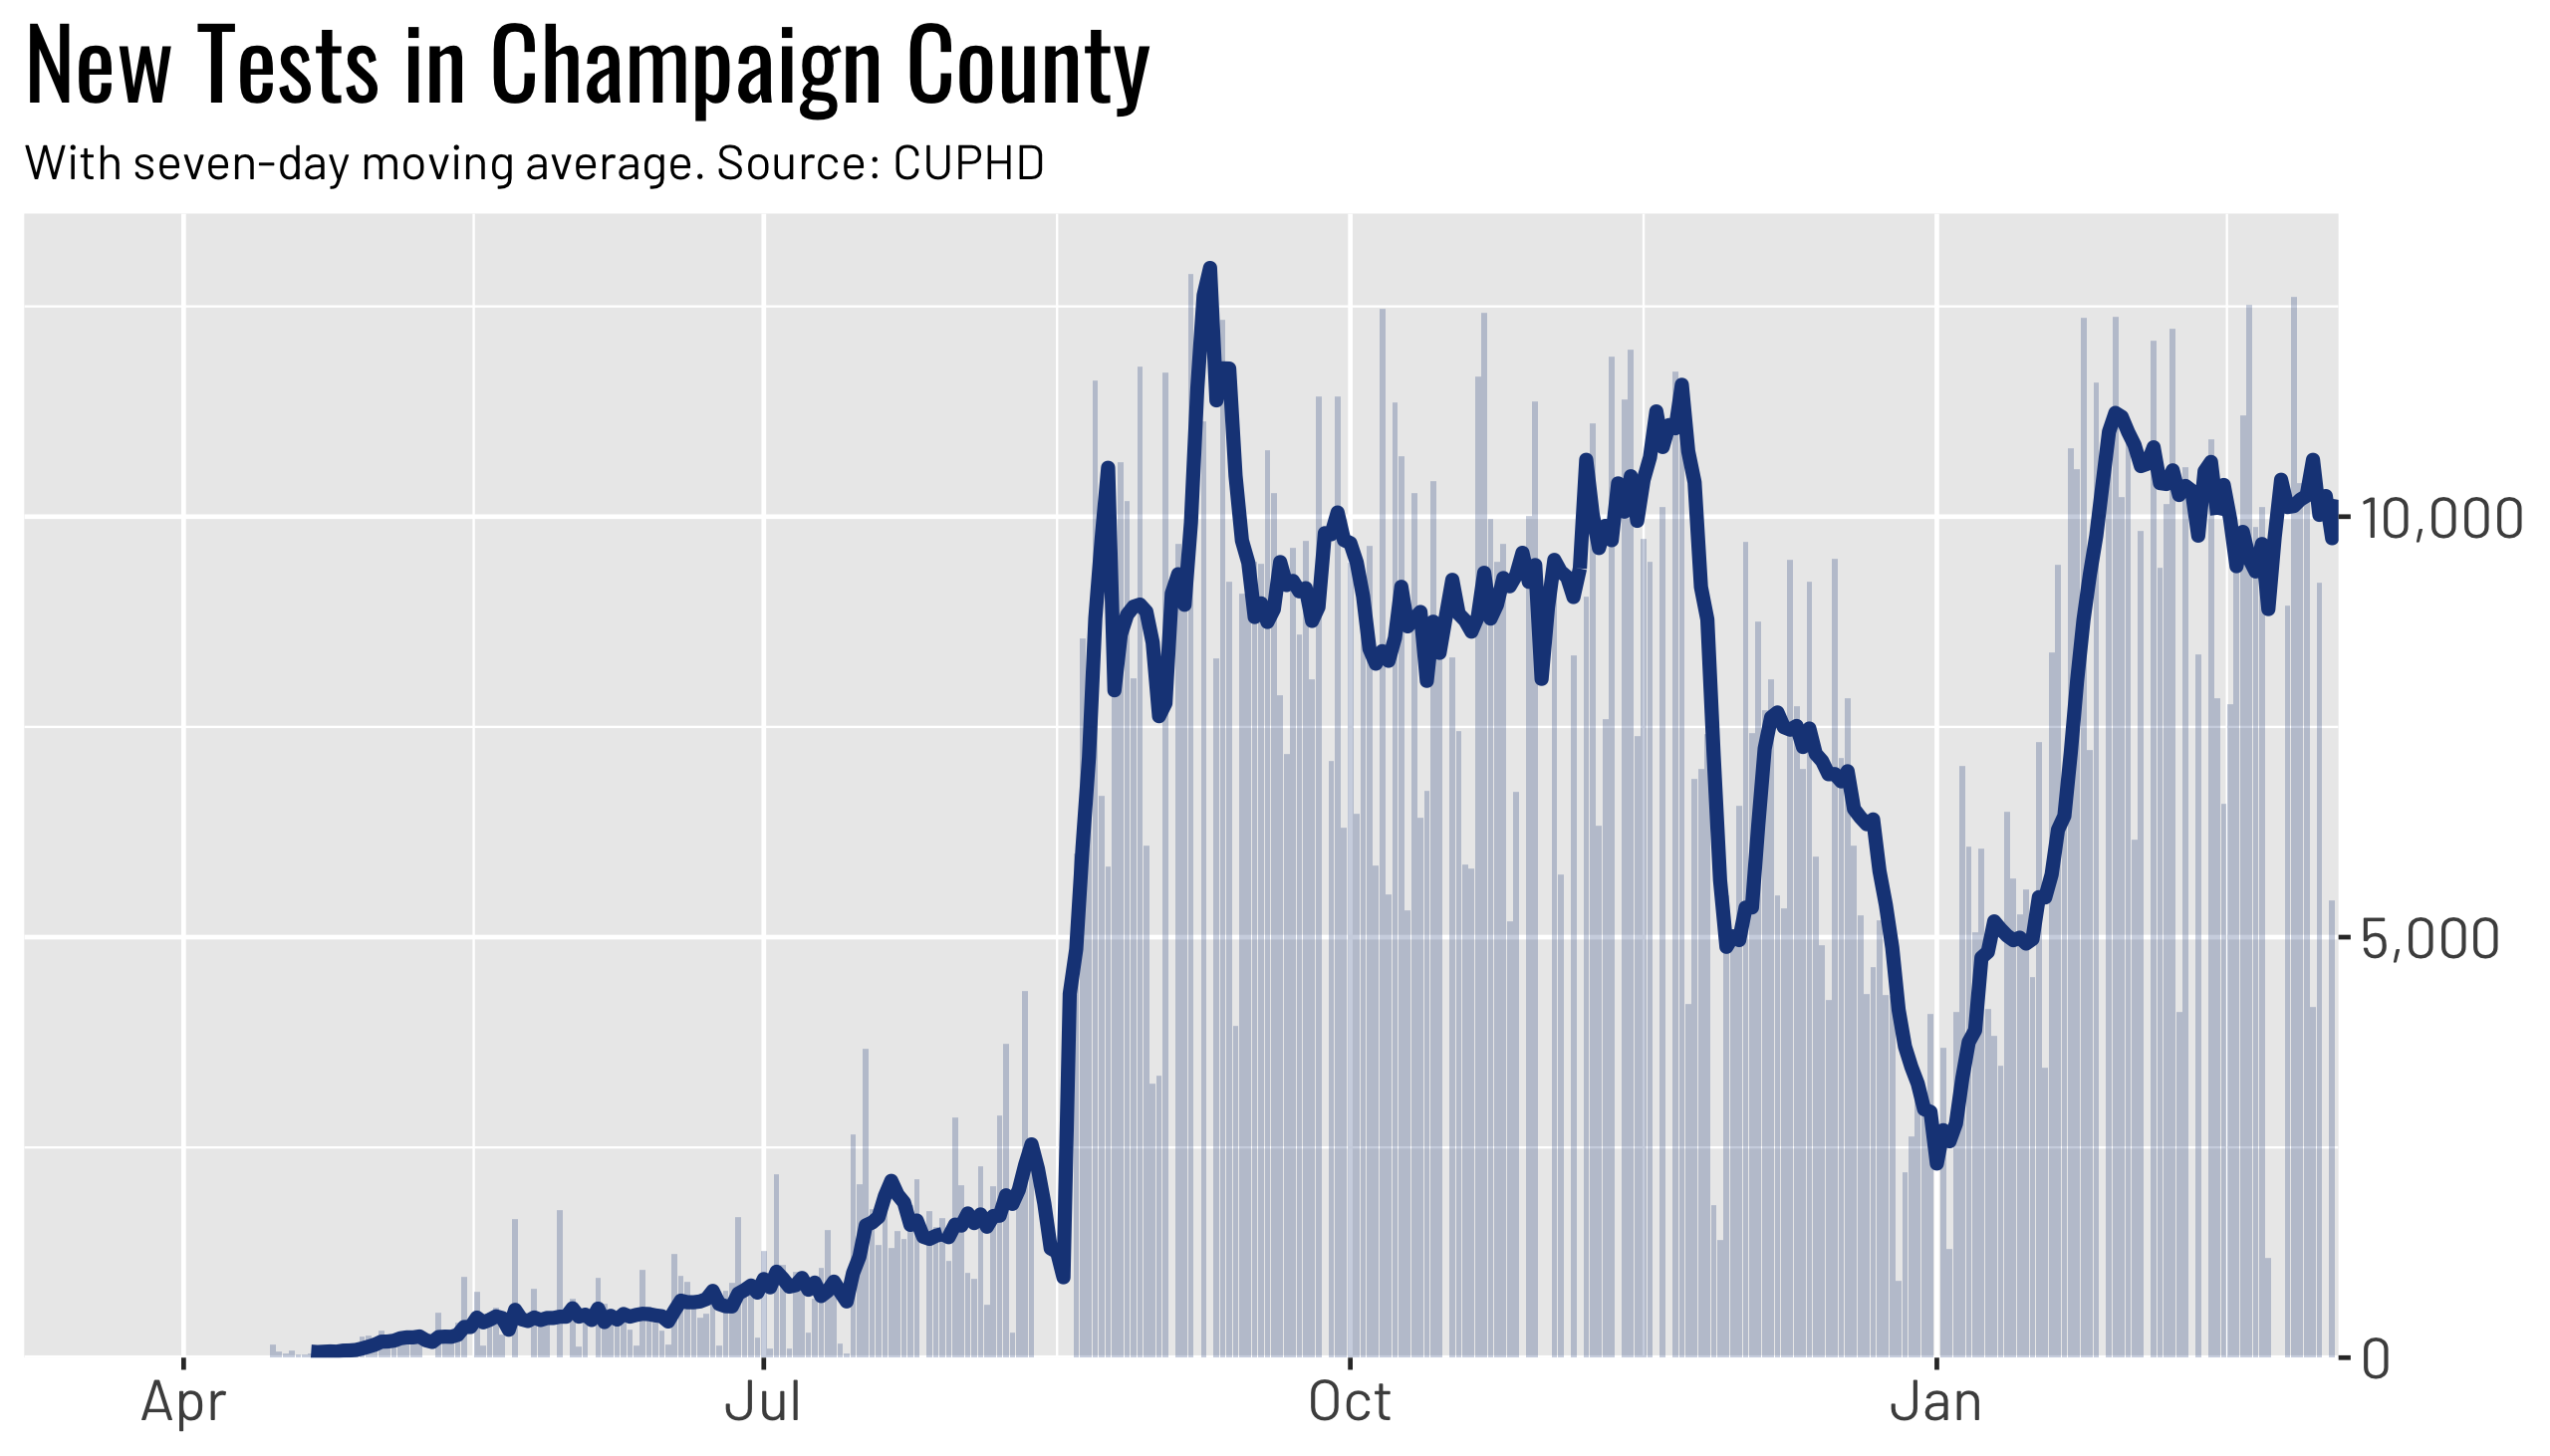 New Tests in Champaign County
With seven-day moving average. Source: CUPHD
10,000
5,000
0
Apr Jul Oct Jan